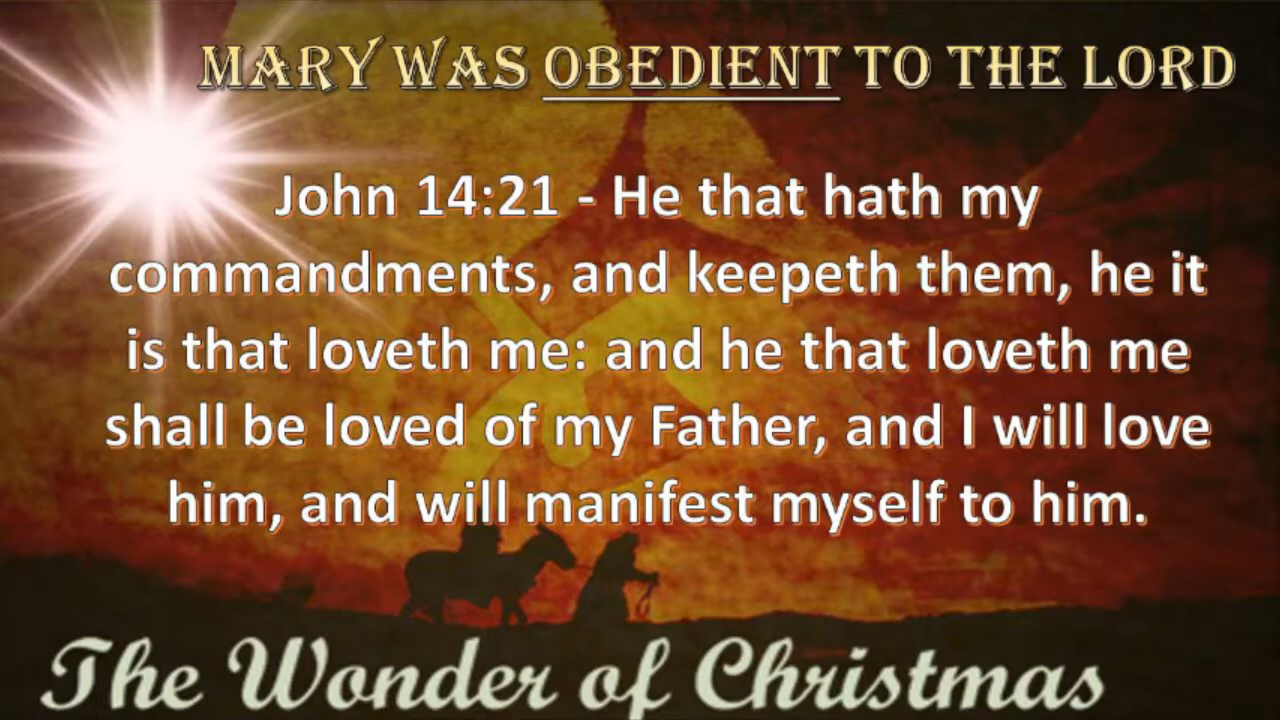 MARY WAS OBEDIENT TO THE LORD
John 14:21 - He that hath my
commandments, and keepeth them, he it
is that loveth me: and he that loveth me
shall be loved of my Father, and I will love
him, and will manifest myself to him.
The Wonder of Christmas